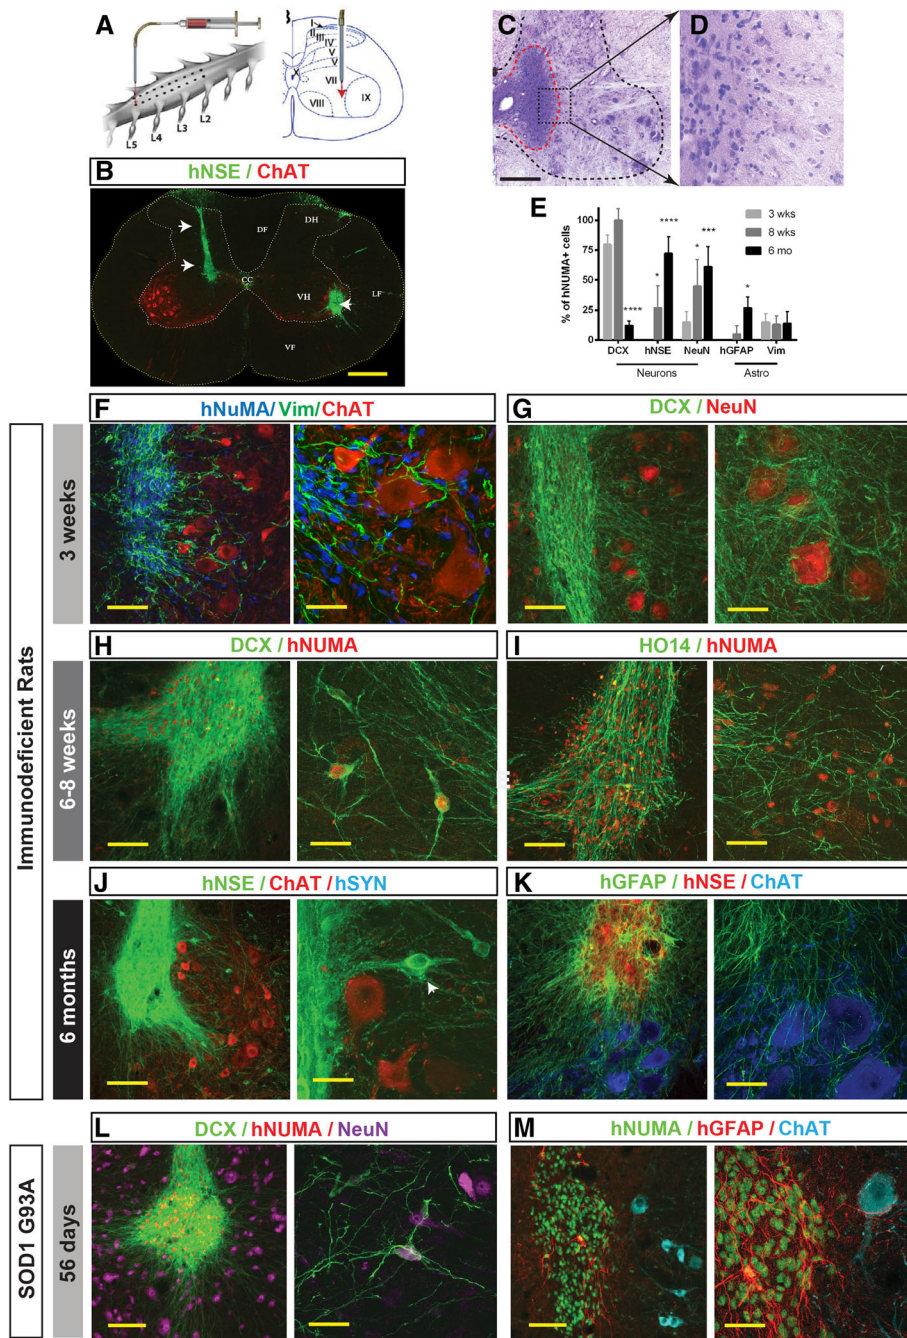 A
L5
L4
L3
L2
I
II
III
IV
V
V
VII
X
VIII
IX
C
D
B
hNSE / ChAT
DF
DH
CC
VH
LF
VF
E
% of hNUMA+ cells
100
75
50
25
0
3 wks
8 wks
6 mo
****
*
****
*
***
*
DCX
hNSE
NeuN
hGFAP
Vim
Neurons
Astro
Immunodeficient Rats
3 weeks
F
hNuMA/ Vim/ ChAT
G
DCX / NeuN
6-8 weeks
H
DCX / hNUMA
I
HO14 / hNUMA
6 months
J
hNSE / ChAT / hSYN
K
hGFAP / hNSE / ChAT
SOD1 G93A
56 days
L
DCX / hNUMA / NeuN
M
hNUMA / hGFAP / ChAT